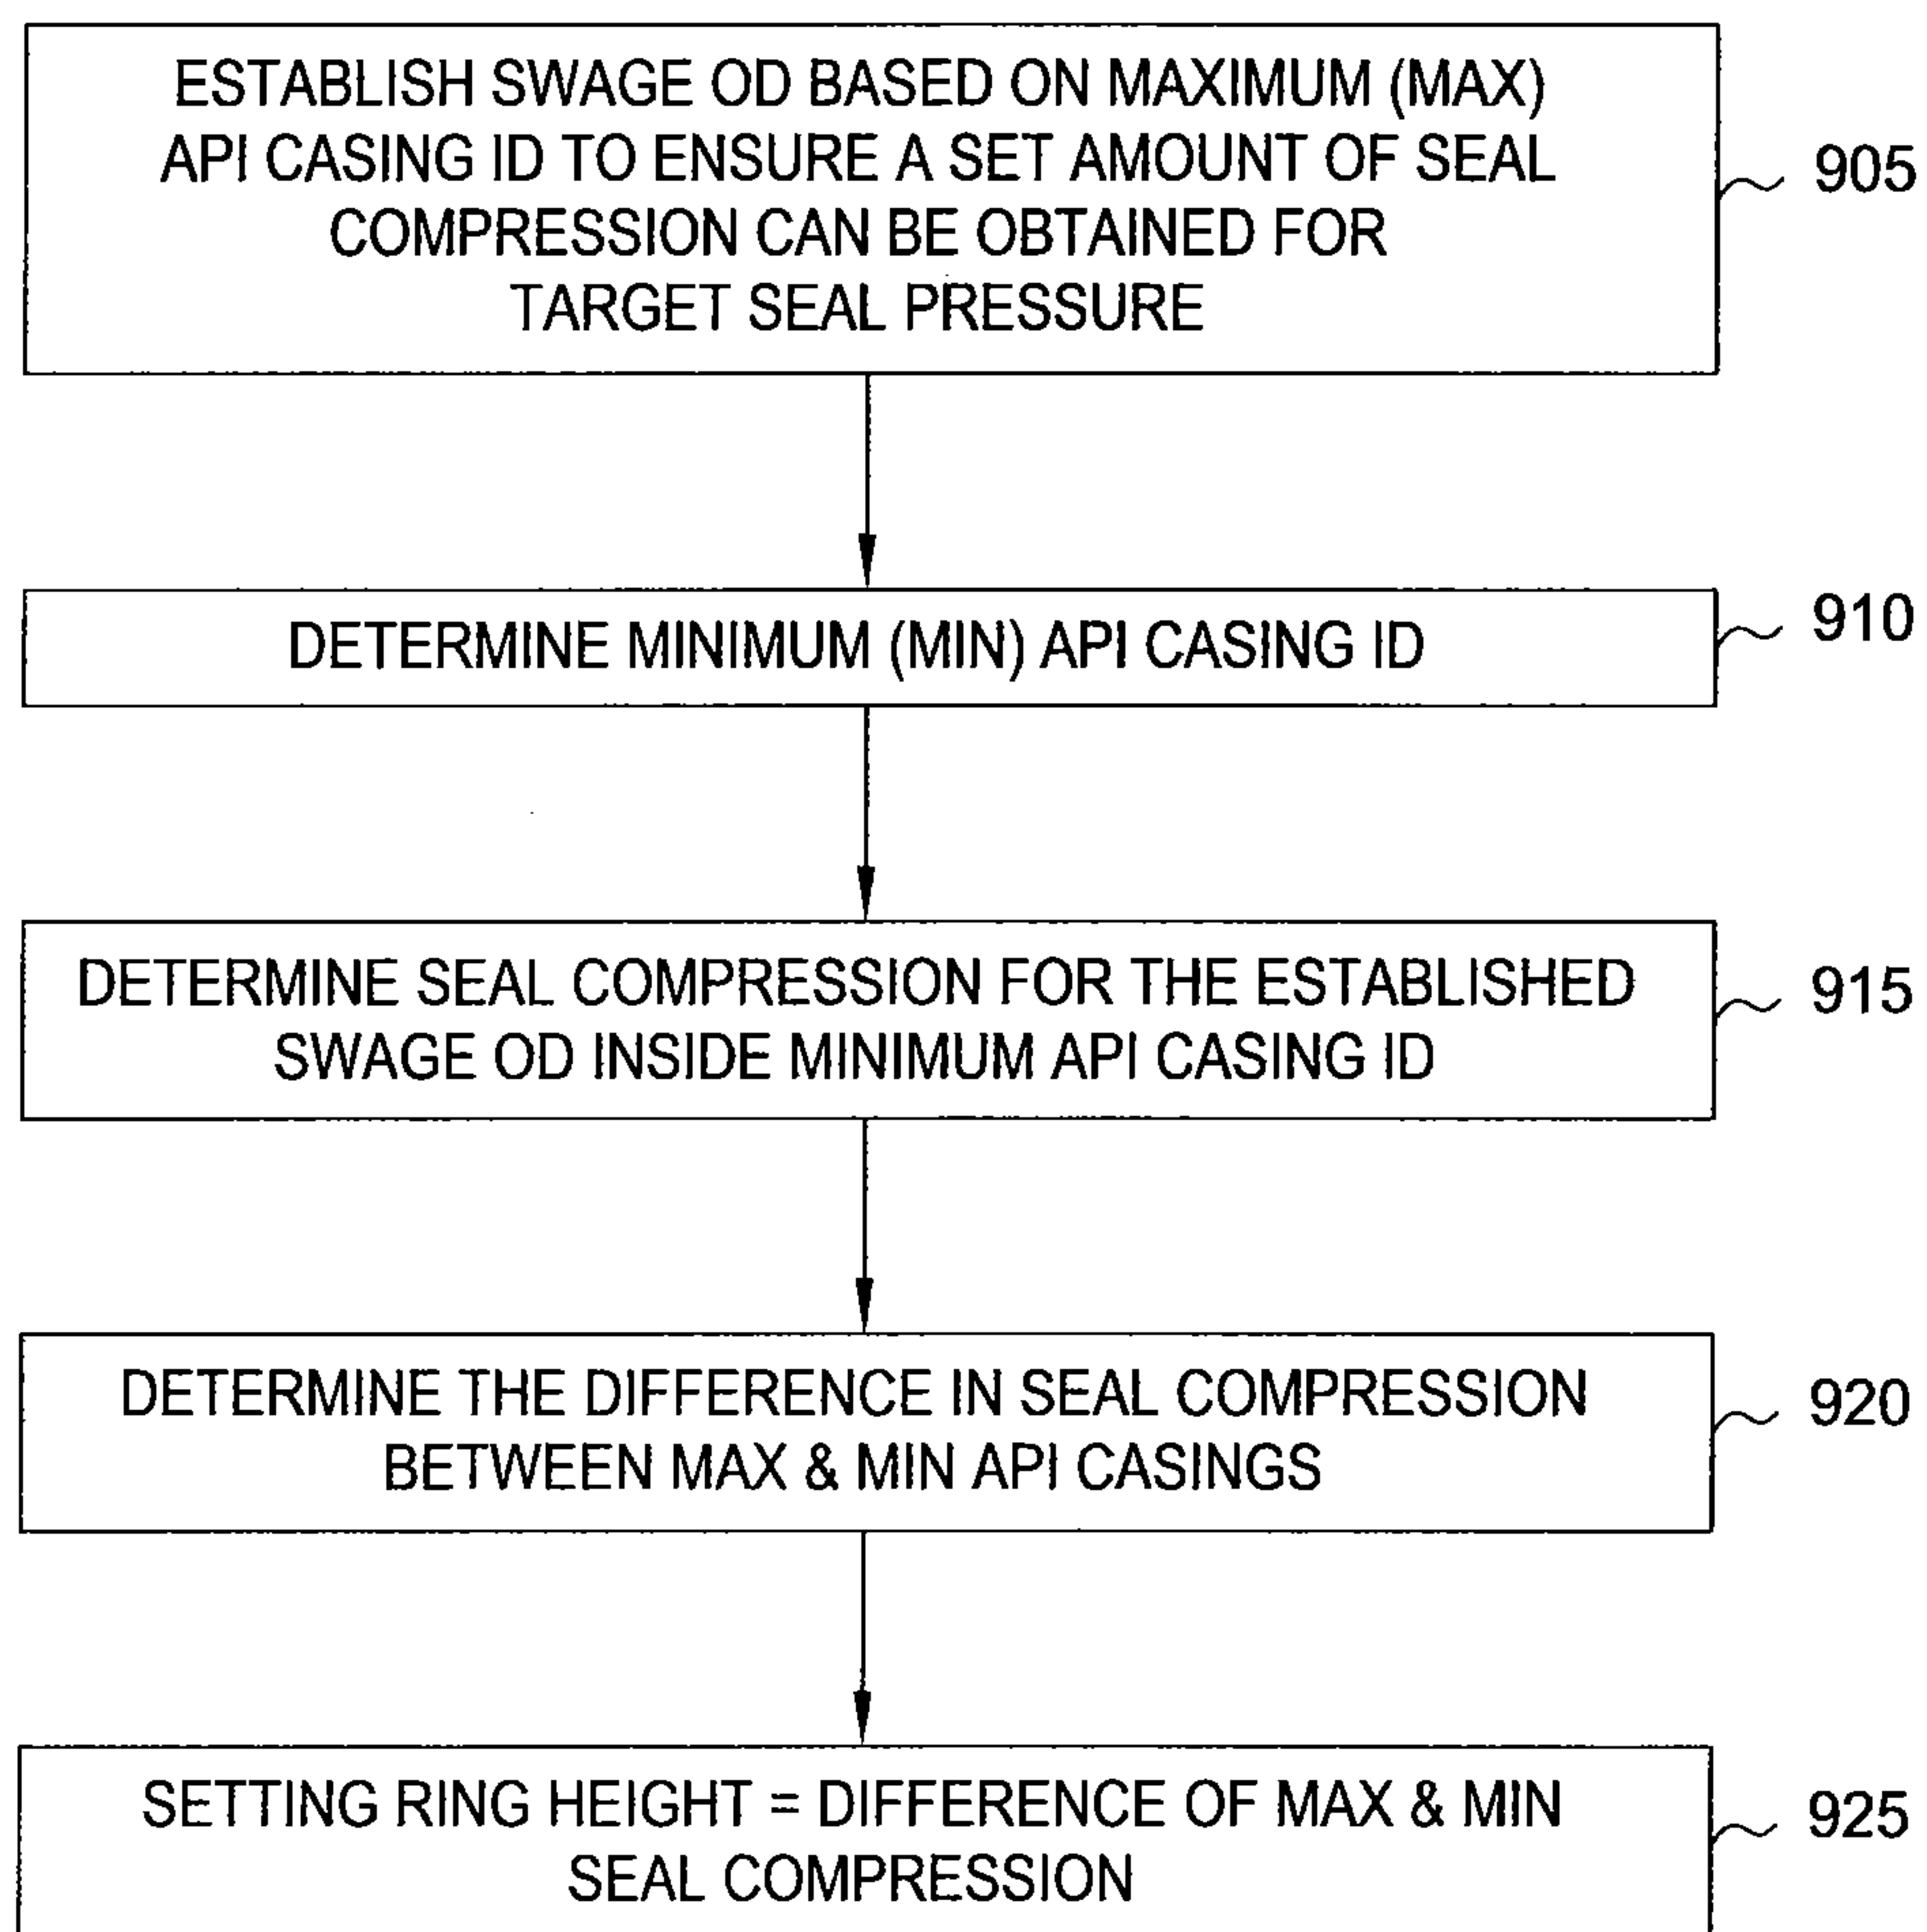 ESTABLISH SWAGE OD BASED ON MAXIMUM (MAX)
API CASING ID TO ENSURE A SET AMOUNT OF SEAL
COMPRESSION CAN BE OBTAINED FOR
TARGET SEAL PRESSURE
905
DETERMINE MINIMUM (MIN) API CASING ID
910
DETERMINE SEAL COMPRESSION FOR THE ESTABLISHED
SWAGE OD INSIDE MINIMUM API CASING ID
915
DETERMINE THE DIFFERENCE IN SEAL COMPRESSION
BETWEEN MAX & MIN API CASINGS
920
SETTING RING HEIGHT = DIFFERENCE OF MAX & MIN
SEAL COMPRESSION
925